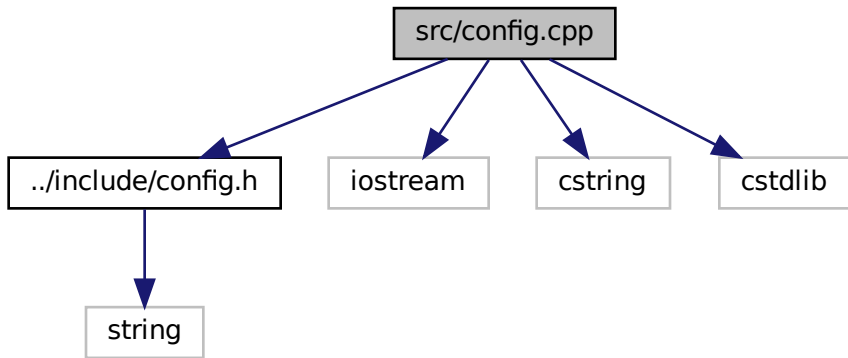 src/config.cpp
../include/config.h
iostream
cstring
cstdlib
string